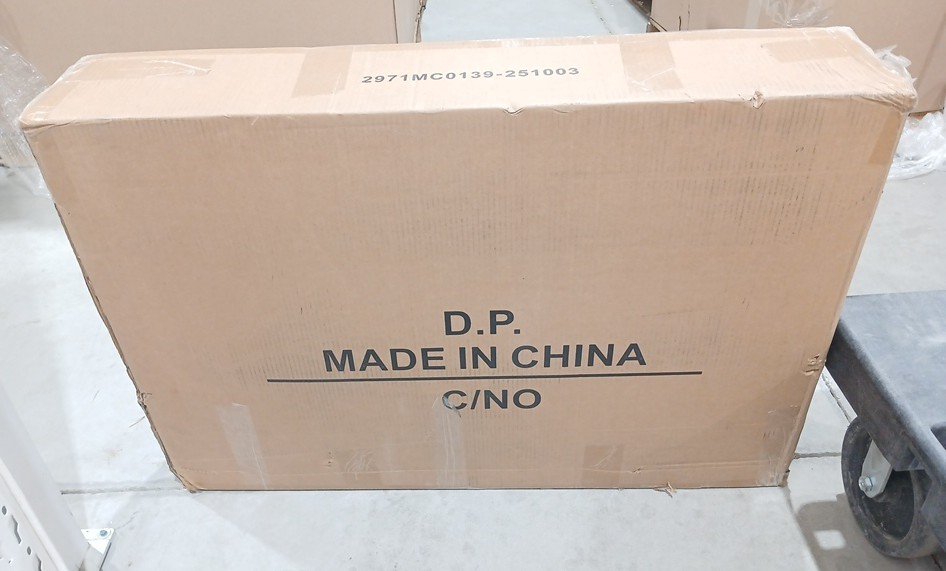 2971MC0139-251003
D.P.
MADE IN CHINA
C/NO